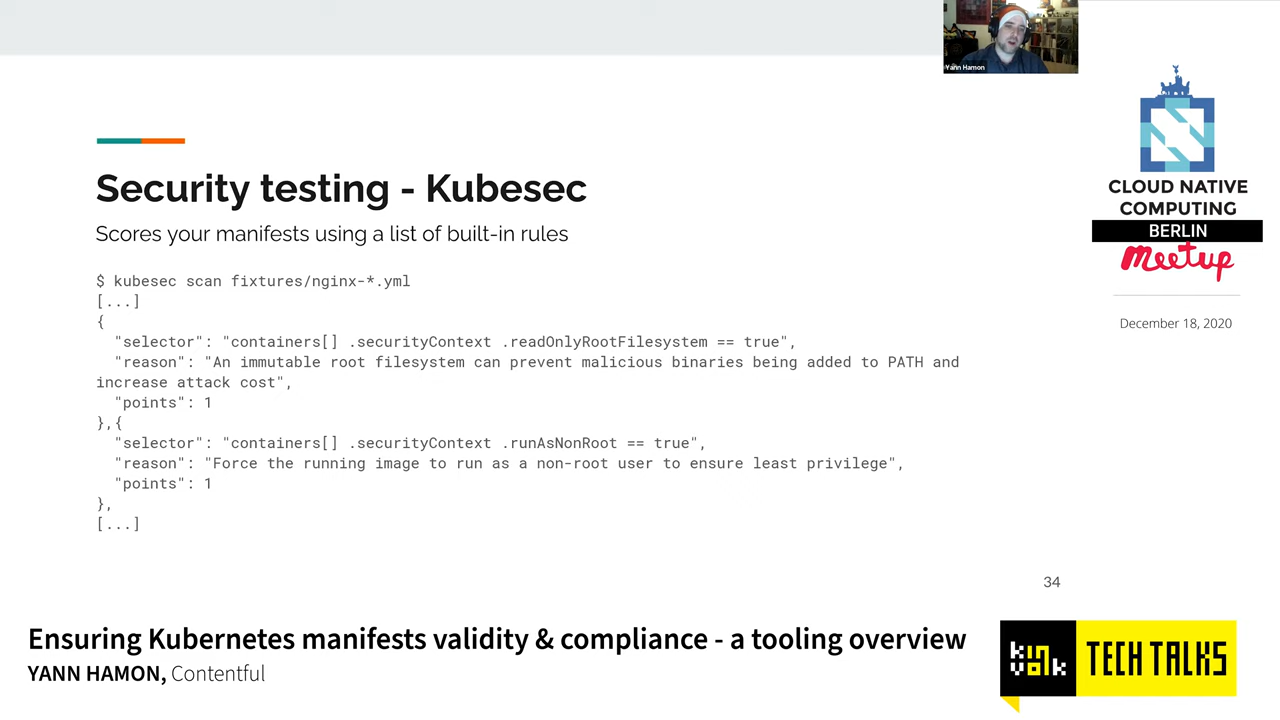 Yann Hamon
Security testing - Kubesec
Scores your manifests using a list of built-in rules
$ kubesec scan fixtures/nginx-*.yml
[...]
{
  "selector": "containers[] .securityContext .readOnlyRootFilesystem == true",
  "reason": "An immutable root filesystem can prevent malicious binaries being added to PATH and
increase attack cost",
  "points": 1
},{
  "selector": "containers[] .securityContext .runAsNonRoot == true",
  "reason": "Force the running image to run as a non-root user to ensure least privilege",
  "points": 1
},
[...]
34
CLOUD NATIVE
COMPUTING
BERLIN
meetup
December 18, 2020
Ensuring Kubernetes manifests validity & compliance - a tooling overview
YANN HAMON, Contentful
kinvolk
TECH TALKS